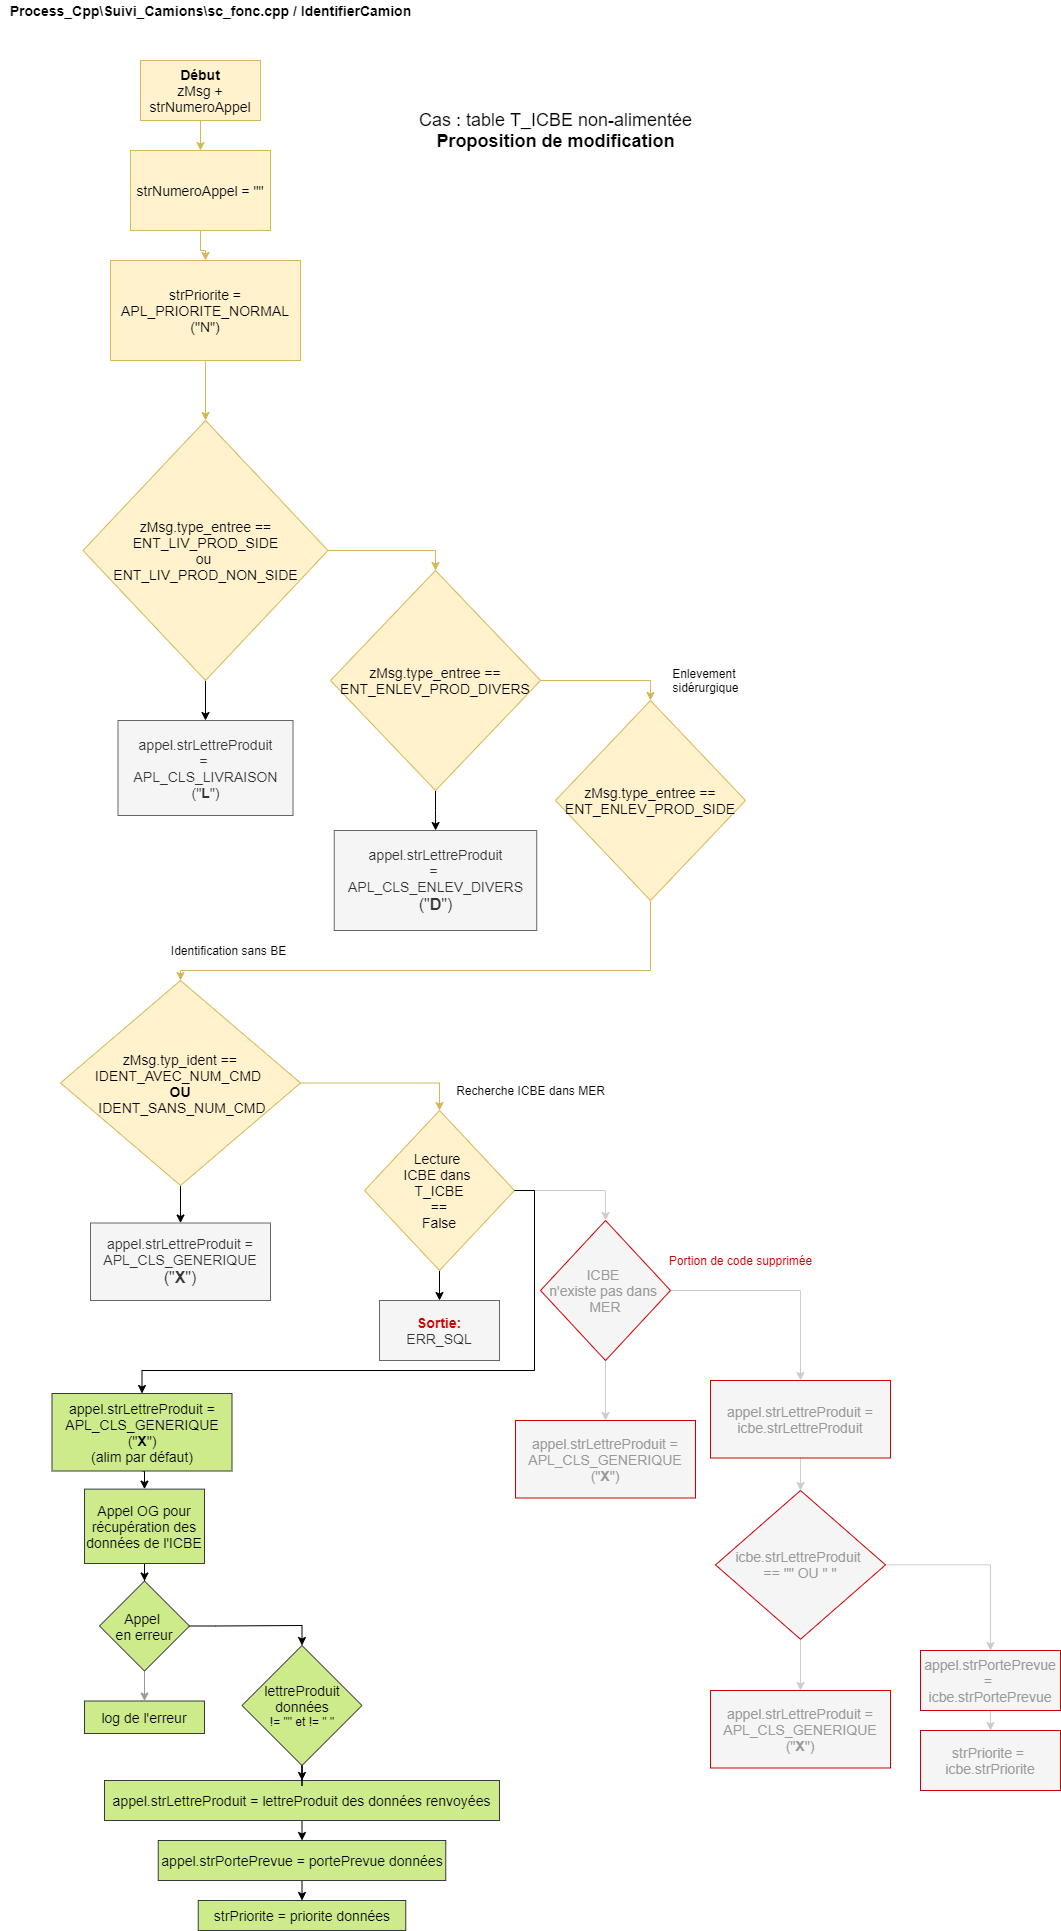 Process_Cpp\Suivi_Camions\sc_fonc.cpp / IdentifierCamion
Début
zMsg +
strNumeroAppel
Cas : table T_ICBE non-alimentée
Proposition de modification
strNumeroAppel = ""
strPriorite =
APL_PRIORITE_NORMAL
("N")
zMsg.type_entree ==
ENT_LIV_PROD_SIDE
ou
ENT_LIV_PROD_NON_SIDE
zMsg.type_entree ==
ENT_ENLEV_PROD_DIVERS
Enlevement
sidérurgique
appel.strLettreProduit
=
APL_CLS_LIVRAISON
("L")
zMsg.type_entree ==
ENT_ENLEV_PROD_SIDE
appel.strLettreProduit
=
APL_CLS_ENLEV_DIVERS
("D")
Identification sans BE
zMsg.typ_ident ==
IDENT_AVEC_NUM_CMD
OU
IDENT_SANS_NUM_CMD
Recherche ICBE dans MER
Lecture
ICBE dans
T_ICBE
==
False
appel.strLettreProduit =
APL_CLS_GENERIQUE
("X")
Portion de code supprimée
ICBE
n'existe pas dans
MER
Sortie:
ERR_SQL
appel.strLettreProduit =
APL_CLS_GENERIQUE
("X")
(alim par défaut)
appel.strLettreProduit =
icbe.strLettreProduit
appel.strLettreProduit =
APL_CLS_GENERIQUE
("X")
Appel OG pour
récupération des
données de l'ICBE
icbe.strLettreProduit
== "" OU " "
Appel
en erreur
lettreProduit
données
!= "" et != " "
appel.strPortePrevue
=
icbe.strPortePrevue
log de l'erreur
appel.strLettreProduit =
APL_CLS_GENERIQUE
("X")
strPriorite =
icbe.strPriorite
appel.strLettreProduit = lettreProduit des données renvoyées
appel.strPortePrevue = portePrevue données
strPriorite = priorite données